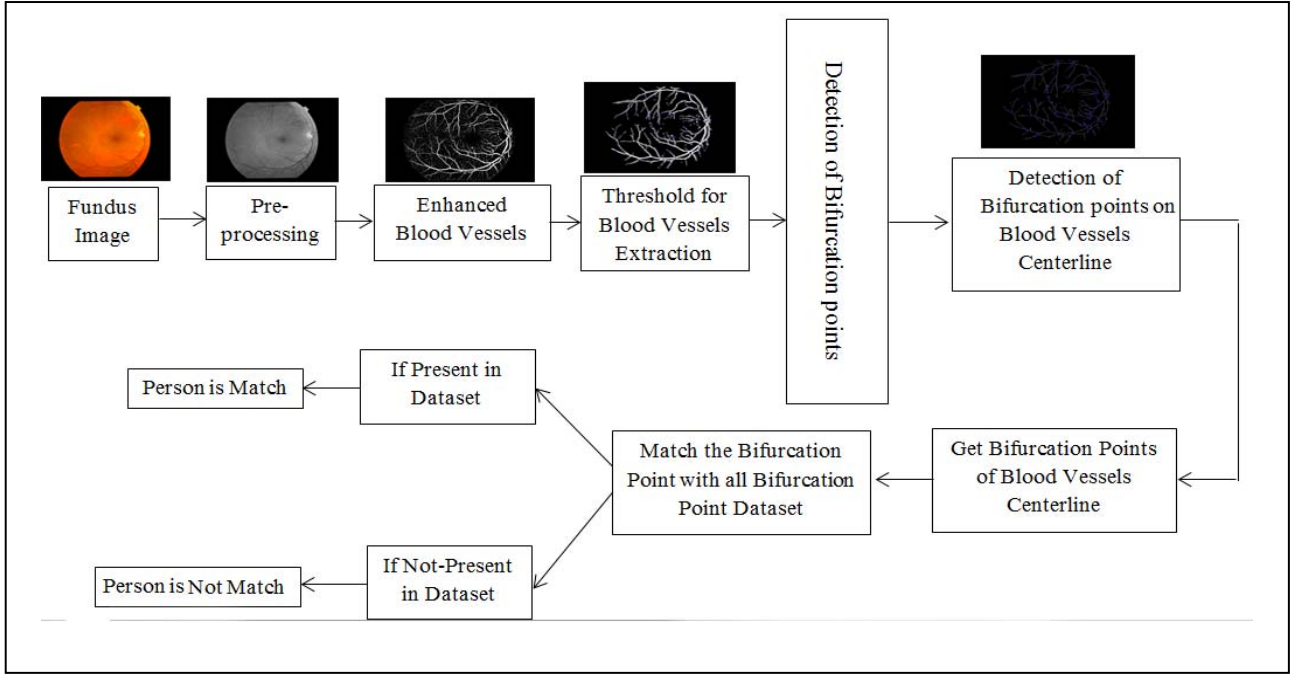 Fundus
Image
Pre-
processing
Enhanced
Blood Vessels
Threshold for
Blood Vessels
Extraction
Detection of Bifurcation points
Detection of
Bifurcation points on
Blood Vessels
Centerline
Get Bifurcation Points
of Blood Vessels
Centerline
Match the Bifurcation
Point with all Bifurcation
Point Dataset
If Present in
Dataset
Person is Match
If Not-Present
in Dataset
Person is Not Match